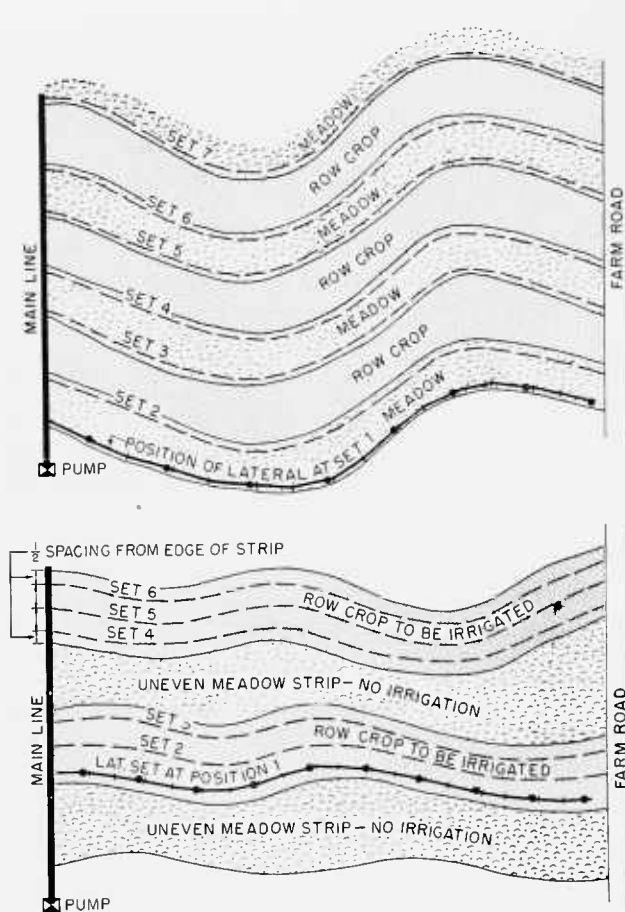 MEADOW
SET 7
ROW CROP
SET 6
MEADOW
SET 5
ROW CROP
SET 4
MEADOW
SET 3
ROW CROP
SET 2
MEADOW
POSITION OF LATERAL AT SET 1
MAIN LINE
FARM ROAD
PUMP
½ SPACING FROM EDGE OF STRIP
SET 6
SET 5
SET 4
ROW CROP TO BE IRRIGATED
UNEVEN MEADOW STRIP – NO IRRIGATION
SET 3
SET 2
ROW CROP TO BE IRRIGATED
LAT. SET AT POSITION 1
UNEVEN MEADOW STRIP – NO IRRIGATION
MAIN LINE
FARM ROAD
PUMP